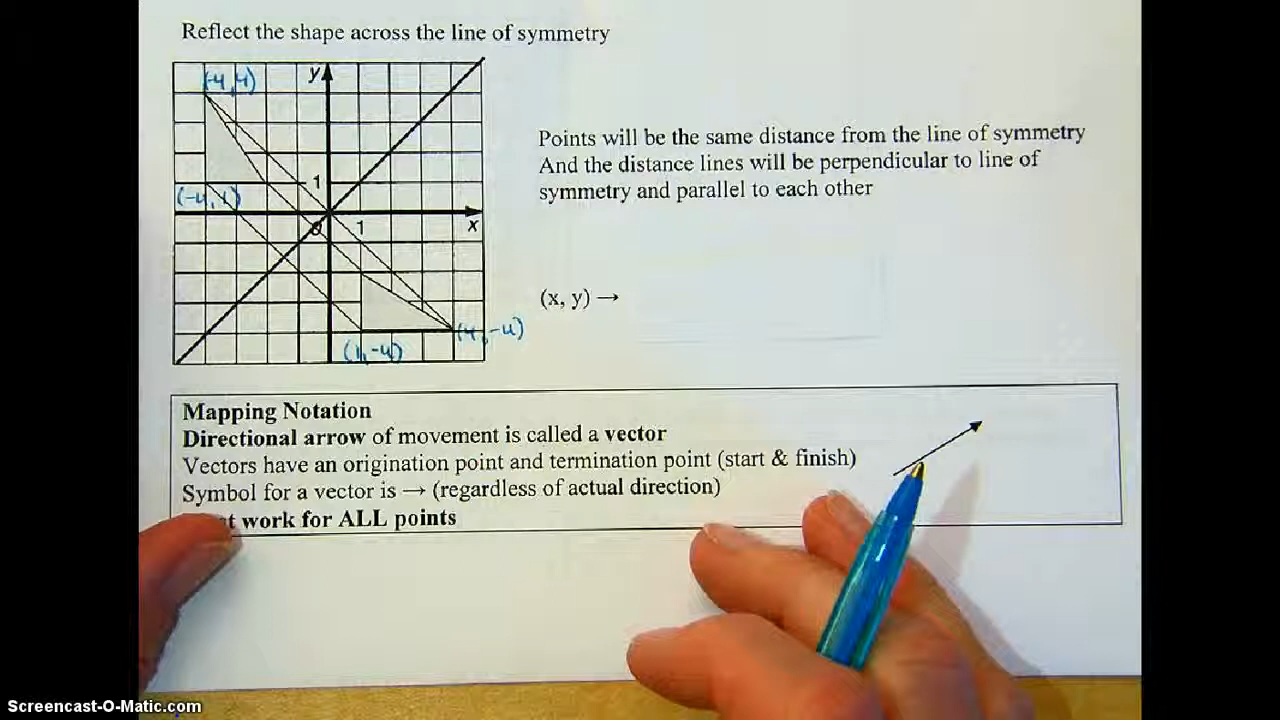 Reflect the shape across the line of symmetry
(-4,4)
y
1
(-4,1)
0
1
x
(4,-4)
(1,-4)
Points will be the same distance from the line of symmetry
And the distance lines will be perpendicular to line of
symmetry and parallel to each other
(x, y) →
Mapping Notation
Directional arrow of movement is called a vector
Vectors have an origination point and termination point (start & finish)
Symbol for a vector is → (regardless of actual direction)
work for ALL points
Screencast-O-Matic.com